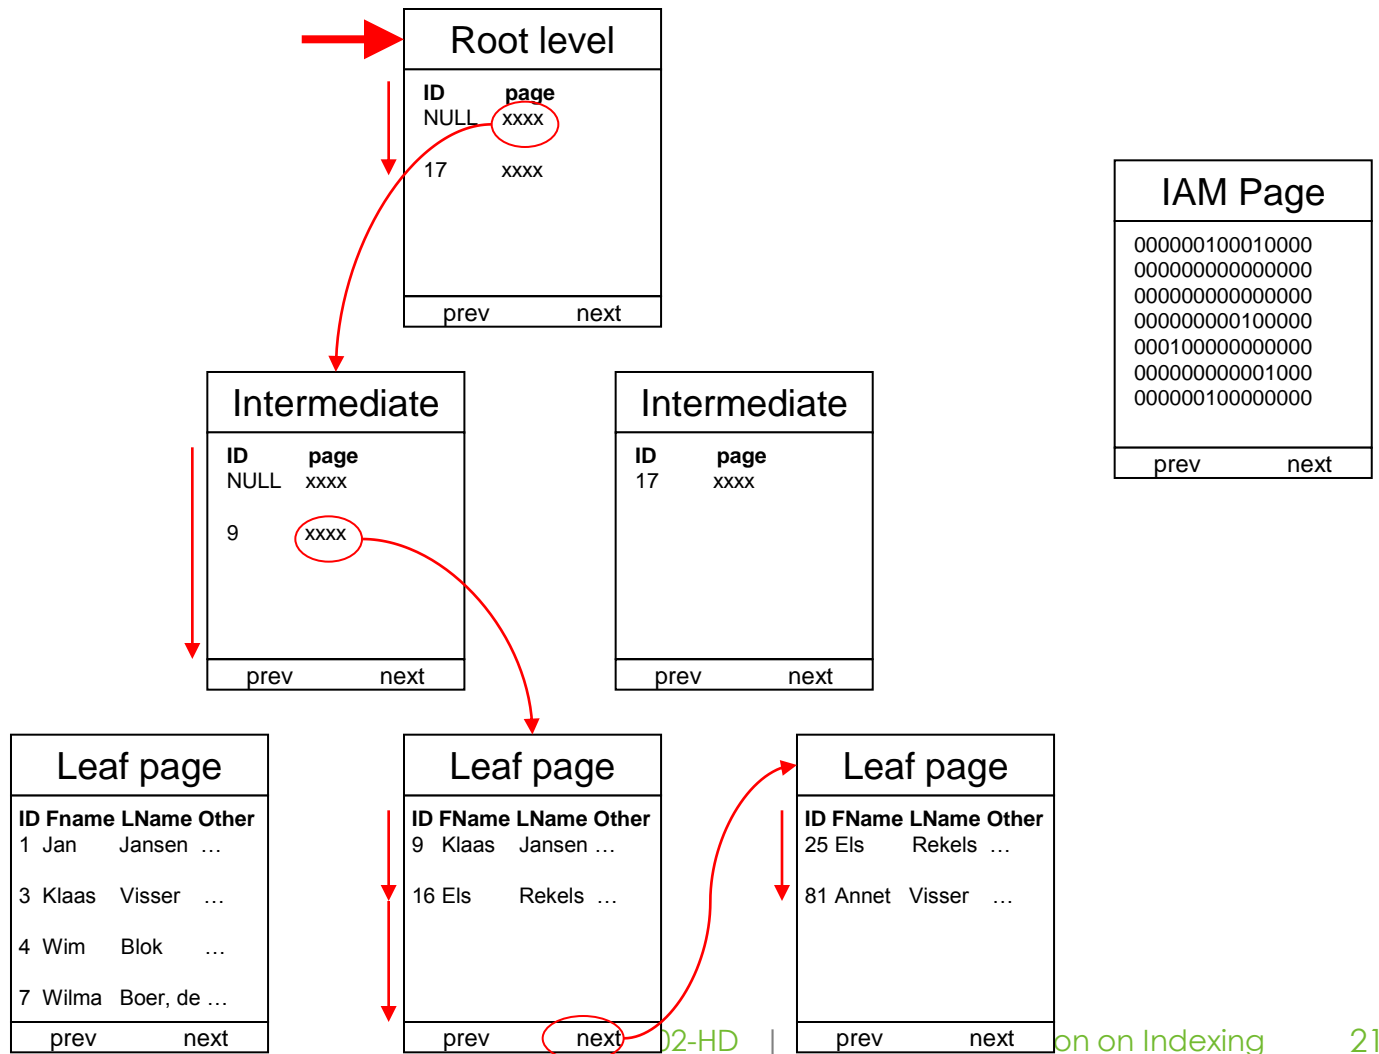 Root level
ID page
NULL xxxx
17 xxxx
prev next
IAM Page
000000100010000
000000000000000
000000000000000
000000000100000
000100000000000
000000000001000
000000100000000
prev next
Intermediate
ID page
NULL xxxx
9 xxxx
prev next
Intermediate
ID page
17 xxxx
prev next
Leaf page
ID Fname LName Other
1 Jan Jansen …
3 Klaas Visser …
4 Wim Blok …
7 Wilma Boer, de …
prev next
Leaf page
ID FName LName Other
9 Klaas Jansen …
16 Els Rekels …
prev next
Leaf page
ID FName LName Other
25 Els Rekels …
81 Annet Visser …
prev next
02-HD | on on Indexing 21